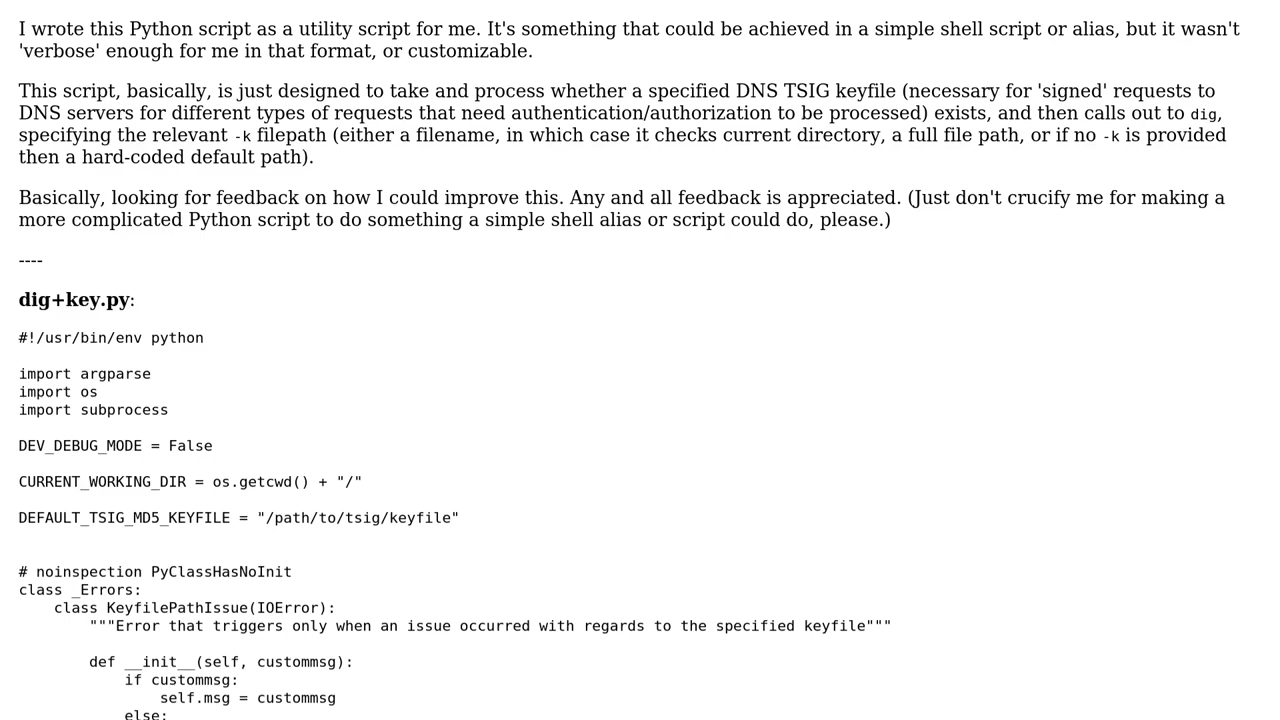 I wrote this Python script as a utility script for me. It's something that could be achieved in a simple shell script or alias, but it wasn't
'verbose' enough for me in that format, or customizable.
This script, basically, is just designed to take and process whether a specified DNS TSIG keyfile (necessary for 'signed' requests to
DNS servers for different types of requests that need authentication/authorization to be processed) exists, and then calls out to dig,
specifying the relevant -k filepath (either a filename, in which case it checks current directory, a full file path, or if no -k is provided
then a hard-coded default path).
Basically, looking for feedback on how I could improve this. Any and all feedback is appreciated. (Just don't crucify me for making a
more complicated Python script to do something a simple shell alias or script could do, please.)
----
dig+key.py:
#!/usr/bin/env python
import argparse
import os
import subprocess
DEV_DEBUG_MODE = False
CURRENT_WORKING_DIR = os.getcwd() + "/"
DEFAULT_TSIG_MD5_KEYFILE = "/path/to/tsig/keyfile"
# noinspection PyClassHasNoInit
class _Errors:
    class KeyfilePathIssue(IOError):
        """Error that triggers only when an issue occurred with regards to the specified keyfile"""
        def __init__(self, custommsg):
            if custommsg:
                self.msg = custommsg
            else: